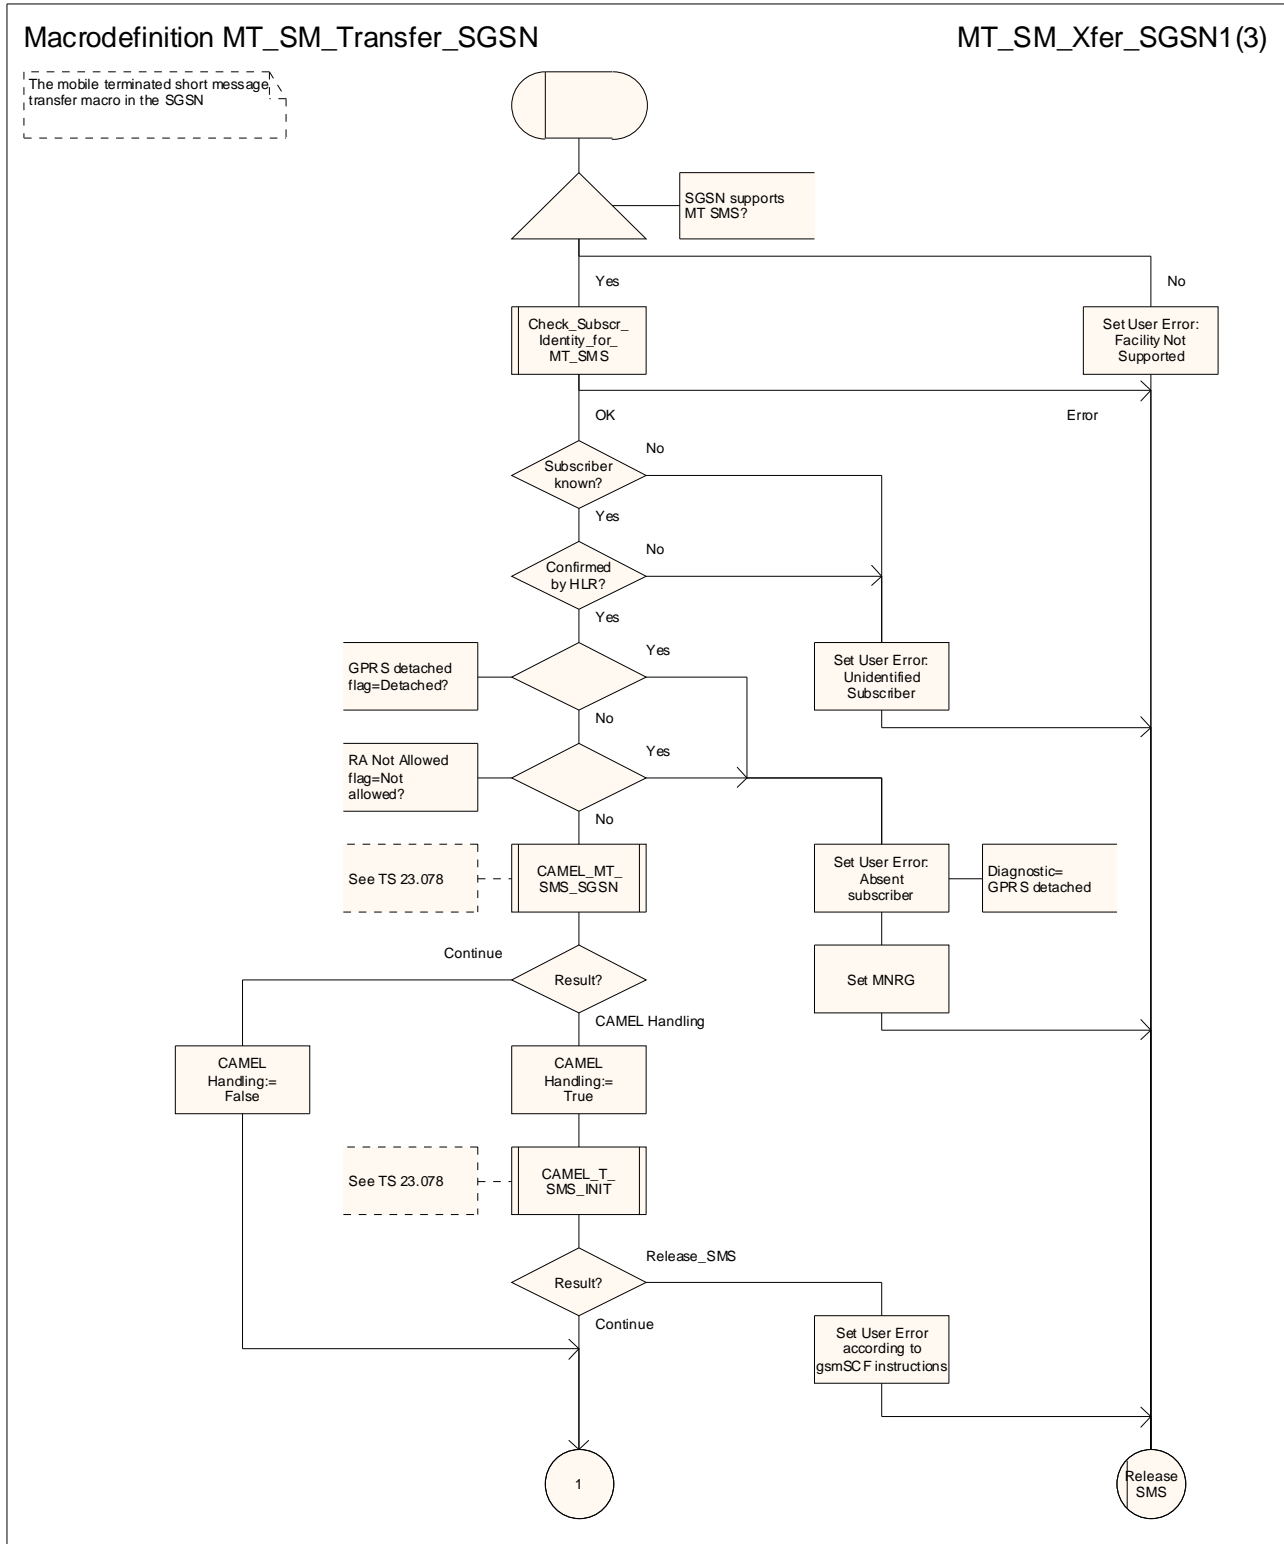 Macrodefinition MT_SM_Transfer_SGSN
MT_SM_Xfer_SGSN1(3)
The mobile terminated short message
transfer macro in the SGSN
SGSN supports
MT SMS?
Yes
No
Check_Subscr_
Identity_for_
MT_SMS
Set User Error:
Facility Not
Supported
OK
Error
Subscriber
known?
No
Yes
Confirmed
by HLR?
No
Yes
GPRS detached
flag=Detached?
Yes
Set User Error:
Unidentified
Subscriber
No
RA Not Allowed
flag=Not
allowed?
Yes
No
See TS 23.078
CAMEL_MT_
SMS_SGSN
Set User Error:
Absent
subscriber
Diagnostic=
GPRS detached
Continue
Result?
Set MNRG
CAMEL Handling
CAMEL
Handling:=
False
CAMEL
Handling:=
True
See TS 23.078
CAMEL_T_
SMS_INIT
Result?
Release_SMS
Continue
Set User Error
according to
gsmSCF instructions
1
Release
SMS